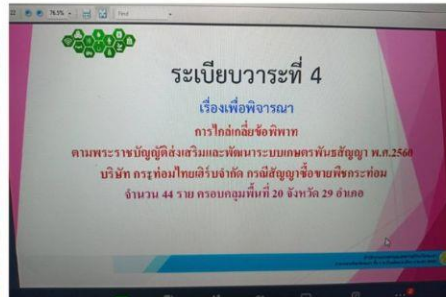 76.5%
Find
ระเบียบวาระที่ 4
เรื่องเพื่อพิจารณา
การไกล่เกลี่ยข้อพิพาท
ตามพระราชบัญญัติส่งเสริมและพัฒนาระบบเกษตรพันธสัญญา พ.ศ.2560
บริษัท กระท่อมไทยเฮิร์บจำกัด กรณีสัญญาซื้อขายพืชกระท่อม
จำนวน 44 ราย ครอบคลุมพื้นที่ 20 จังหวัด 29 อำเภอ